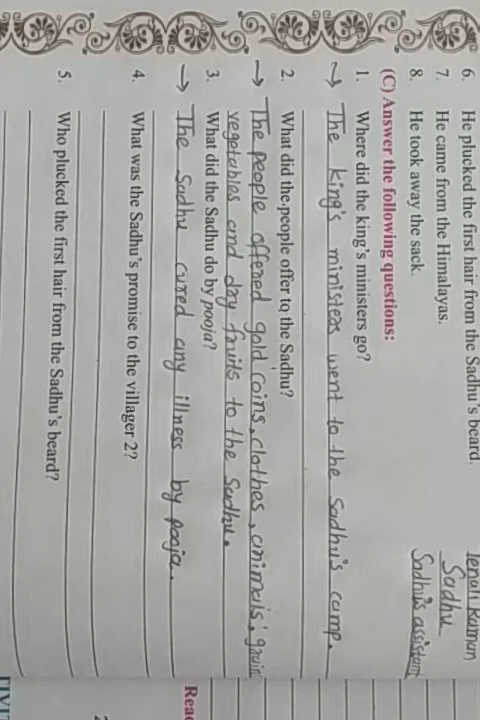 6. He plucked the first hair from the Sadhu's beard. Tenali Raman
7. He came from the Himalayas. Sadhu
8. He took away the sack. Sadhu's assistant
(C) Answer the following questions:
1. Where did the king's ministers go?
→ The king's ministers went to the sadhu's camp.
2. What did the people offer to the Sadhu?
→ The people offered gold coins, clothes, animals,
vegetables and dry fruits to the Sadhu.
3. What did the Sadhu do by pooja?
→ The Sadhu cured any illness by pooja.
4. What was the Sadhu's promise to the villager 2?
5. Who plucked the first hair from the Sadhu's beard?